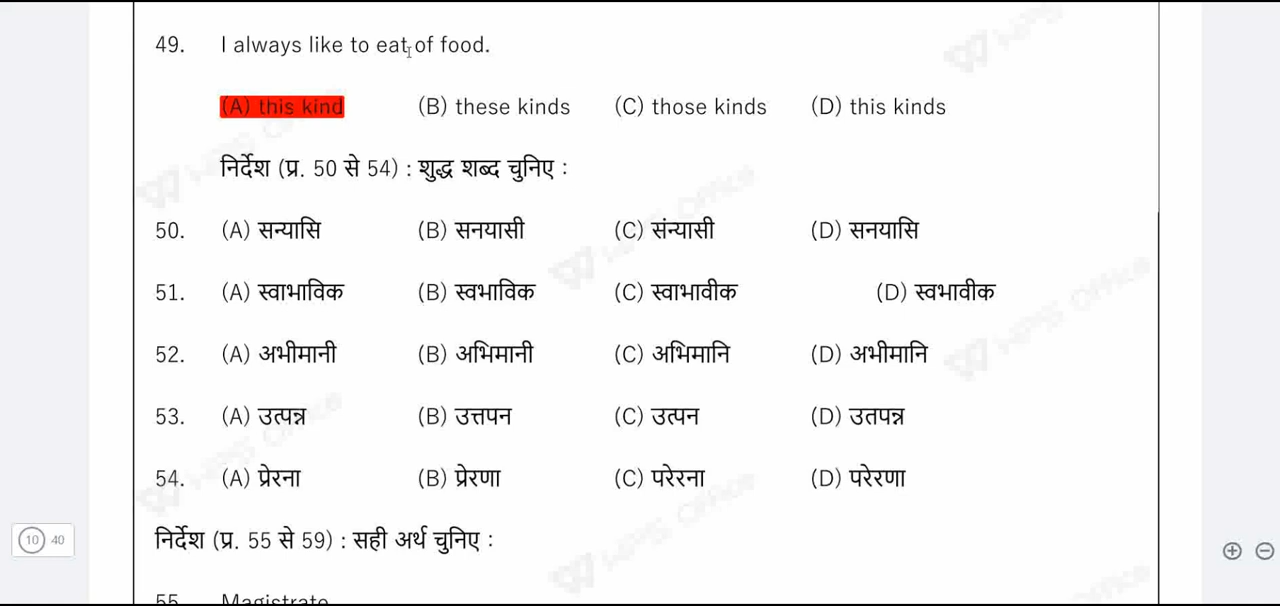 49. I always like to eat of food.
(A) this kind (B) these kinds (C) those kinds (D) this kinds
निर्देश (प्र. 50 से 54) : शुद्ध शब्द चुनिए :
50. (A) सन्यासि (B) सनयासी (C) संन्यासी (D) सनयासि
51. (A) स्वाभाविक (B) स्वभाविक (C) स्वाभावीक (D) स्वभावीक
52. (A) अभीमानी (B) अभिमानी (C) अभिमानि (D) अभीमानि
53. (A) उत्पन्न (B) उत्तपन (C) उत्पन (D) उतपन्न
54. (A) प्रेरना (B) प्रेरणा (C) परेरना (D) परेरणा
निर्देश (प्र. 55 से 59) : सही अर्थ चुनिए :
10 40
55. Magistrate